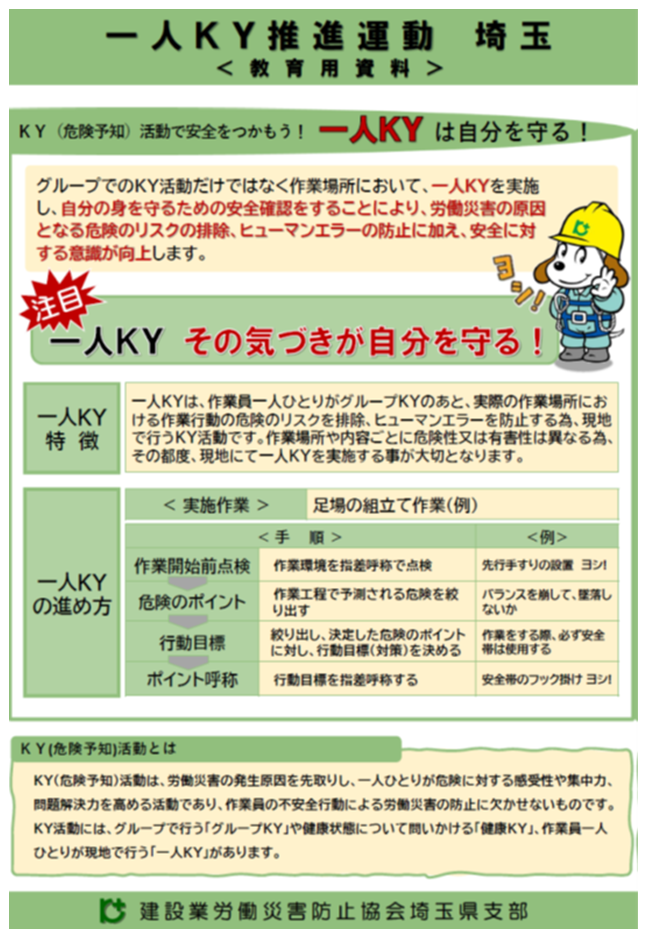 一人ＫＹ推進運動　埼玉
＜教育用資料＞
ＫＹ（危険予知）活動で安全をつかもう！ 一人KY は自分を守る！
グループでのKY活動だけではなく作業場所において、一人KYを実施
し、自分の身を守るための安全確認をすることにより、労働災害の原因
となる危険のリスクの排除、ヒューマンエラーの防止に加え、安全に対
する意識が向上します。
ヨシ！
注目
一人KY その気づきが自分を守る！
一人KY
特 徴
一人KYは、作業員一人ひとりがグループKYのあと、実際の作業場所にお
ける作業行動の危険のリスクを排除、ヒューマンエラーを防止する為、現地
で行うKY活動です。作業場所や内容ごとに危険性又は有害性は異なる為、
その都度、現地にて一人KYを実施する事が大切となります。
一人KY
の進め方
＜ 実施作業 ＞ 足場の組立て作業(例)
＜手　順＞ ＜例＞
作業開始前点検 作業環境を指差呼称で点検 先行手すりの設置 ヨシ!
危険のポイント 作業工程で予測される危険を絞
り出す
バランスを崩して、墜落し
ないか
行動目標 絞り出し、決定した危険のポイント
に対し、行動目標(対策)を決める
作業をする際、必ず安全
帯は使用する
ポイント呼称 行動目標を指差呼称する 安全帯のフック掛け ヨシ!
ＫＹ(危険予知)活動とは
KY(危険予知)活動は、労働災害の発生原因を先取りし、一人ひとりが危険に対する感受性や集中力、
問題解決力を高める活動であり、作業員の不安全行動による労働災害の防止に欠かせないものです。
KY活動には、グループで行う「グループKY」や健康状態について問いかける「健康KY」、作業員一人
ひとりが現地で行う「一人KY」があります。
建設業労働災害防止協会埼玉県支部